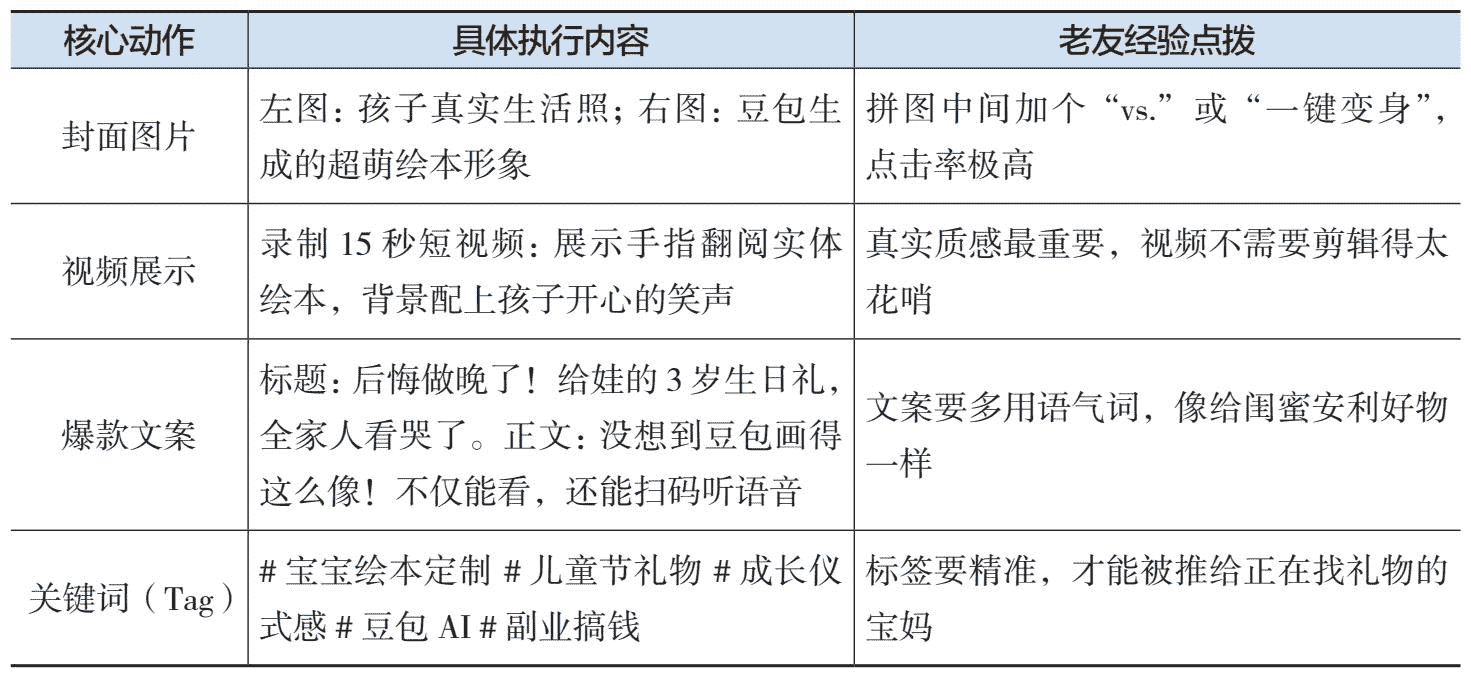 核心动作 具体执行内容 老友经验点拨
封面图片
左图：孩子真实生活照；右图：豆包生
成的超萌绘本形象
拼图中间加个“vs.”或“一键变身”，
点击率极高
视频展示
录制 15 秒短视频：展示手指翻阅实体
绘本，背景配上孩子开心的笑声
真实质感最重要，视频不需要剪辑得太
花哨
爆款文案
标题：后悔做晚了！给娃的 3 岁生日礼，
全家人看哭了。正文：没想到豆包画得
这么像！不仅能看，还能扫码听语音
文案要多用语气词，像给闺蜜安利好物
一样
关键词（Tag）
# 宝宝绘本定制 # 儿童节礼物 # 成长仪
式感 # 豆包 AI # 副业搞钱
标签要精准，才能被推给正在找礼物的
宝妈